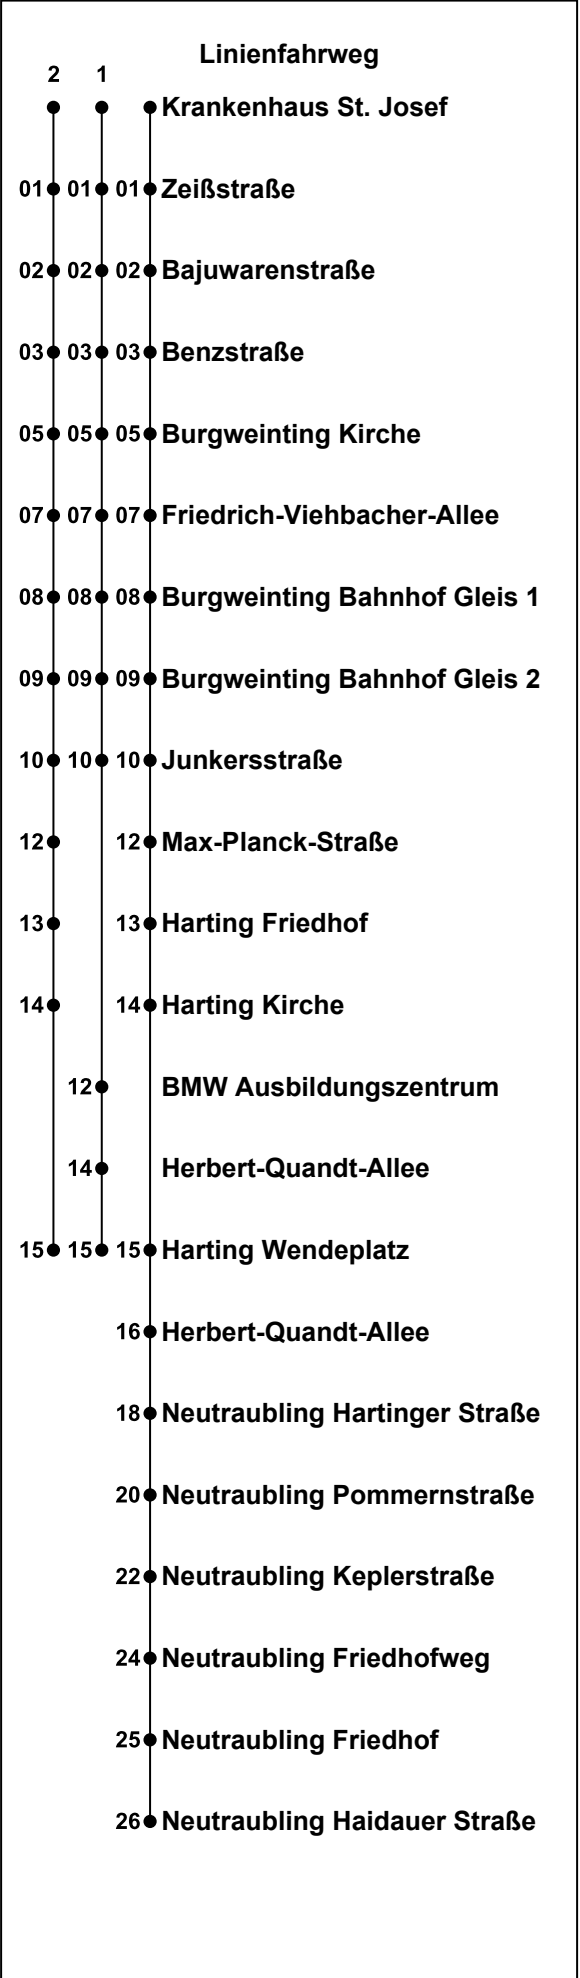 Linienfahrweg
2 1
Krankenhaus St. Josef
01 01 01 Zeißstraße
02 02 02 Bajuwarenstraße
03 03 03 Benzstraße
05 05 05 Burgweinting Kirche
07 07 07 Friedrich-Viehbacher-Allee
08 08 08 Burgweinting Bahnhof Gleis 1
09 09 09 Burgweinting Bahnhof Gleis 2
10 10 10 Junkersstraße
12 12 Max-Planck-Straße
13 13 Harting Friedhof
14 14 Harting Kirche
12 BMW Ausbildungszentrum
14 Herbert-Quandt-Allee
15 15 15 Harting Wendeplatz
16 Herbert-Quandt-Allee
18 Neutraubling Hartinger Straße
20 Neutraubling Pommernstraße
22 Neutraubling Keplerstraße
24 Neutraubling Friedhofweg
25 Neutraubling Friedhof
26 Neutraubling Haidauer Straße